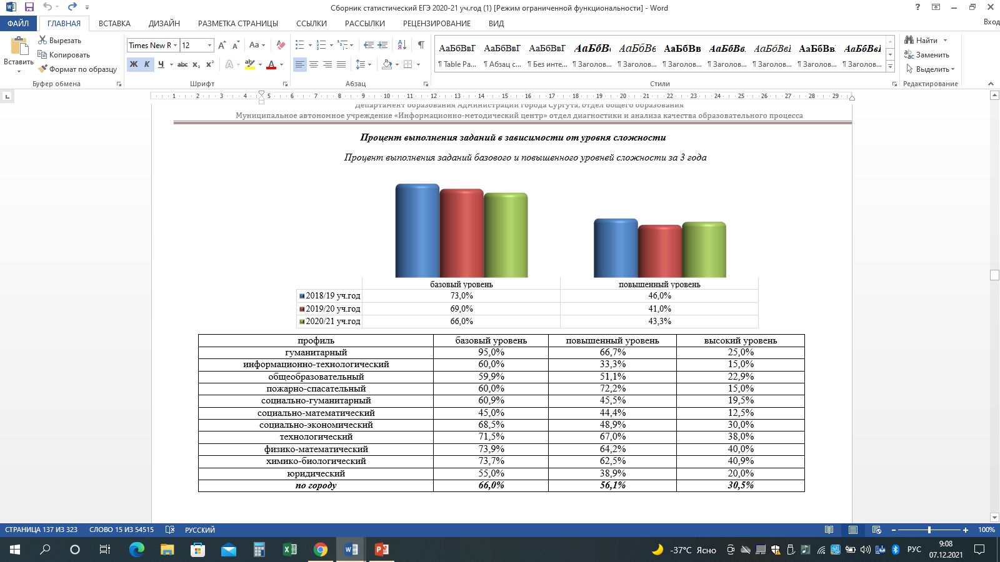 Сборник статистический ЕГЭ 2020-21 уч.год (1) [Режим ограниченной функциональности] - Word
Вход
ФАЙЛ ГЛАВНАЯ ВСТАВКА ДИЗАЙН РАЗМЕТКА СТРАНИЦЫ ССЫЛКИ РАССЫЛКИ РЕЦЕНЗИРОВАНИЕ ВИД
Вставить
Вырезать
Копировать
Формат по образцу
Буфер обмена
Times New R 12
Ж К Ч abc x₂ x²
Шрифт
Абзац
АаБбВвГ АаБбВвГ АаБбВвГ АаБбВ АаБбВв АаБбВв АаБбВв. АаБбВвІ АаБбВв АаБбВвІ
¶ Table Pa... ¶ Абзац с... ¶ Без инте... ¶ Заголов... ¶ Заголов... ¶ Заголов... ¶ Заголов... ¶ Заголов... ¶ Заголов... ¶ Заголов...
Стили
Найти
Заменить
Выделить
Редактирование
1 2 3 4 5 6 7 8 9 10 11 12 13 14 15 16 17 18 19 20 21 22 23 24 25 26 27 28 29
Департамент образования Администрации города Сургута, отдел общего образования
Муниципальное автономное учреждение «Информационно-методический центр» отдел диагностики и анализа качества образовательного процесса
Процент выполнения заданий в зависимости от уровня сложности
Процент выполнения заданий базового и повышенного уровней сложности за 3 года
базовый уровень повышенный уровень
2018/19 уч.год 73,0% 46,0%
2019/20 уч.год 69,0% 41,0%
2020/21 уч.год 66,0% 43,3%
профиль базовый уровень повышенный уровень высокий уровень
гуманитарный 95,0% 66,7% 25,0%
информационно-технологический 60,0% 33,3% 15,0%
общеобразовательный 59,9% 51,1% 22,9%
пожарно-спасательный 60,0% 72,2% 15,0%
социально-гуманитарный 60,9% 45,5% 19,5%
социально-математический 45,0% 44,4% 12,5%
социально-экономический 68,5% 48,9% 30,0%
технологический 71,5% 67,0% 38,0%
физико-математический 73,9% 64,2% 40,0%
химико-биологический 73,7% 62,5% 40,9%
юридический 55,0% 38,9% 20,0%
по городу 66,0% 56,1% 30,5%
СТРАНИЦА 137 ИЗ 323 СЛОВО 15 ИЗ 54515 РУССКИЙ 100%
-37°C Ясно РУС 9:08
07.12.2021